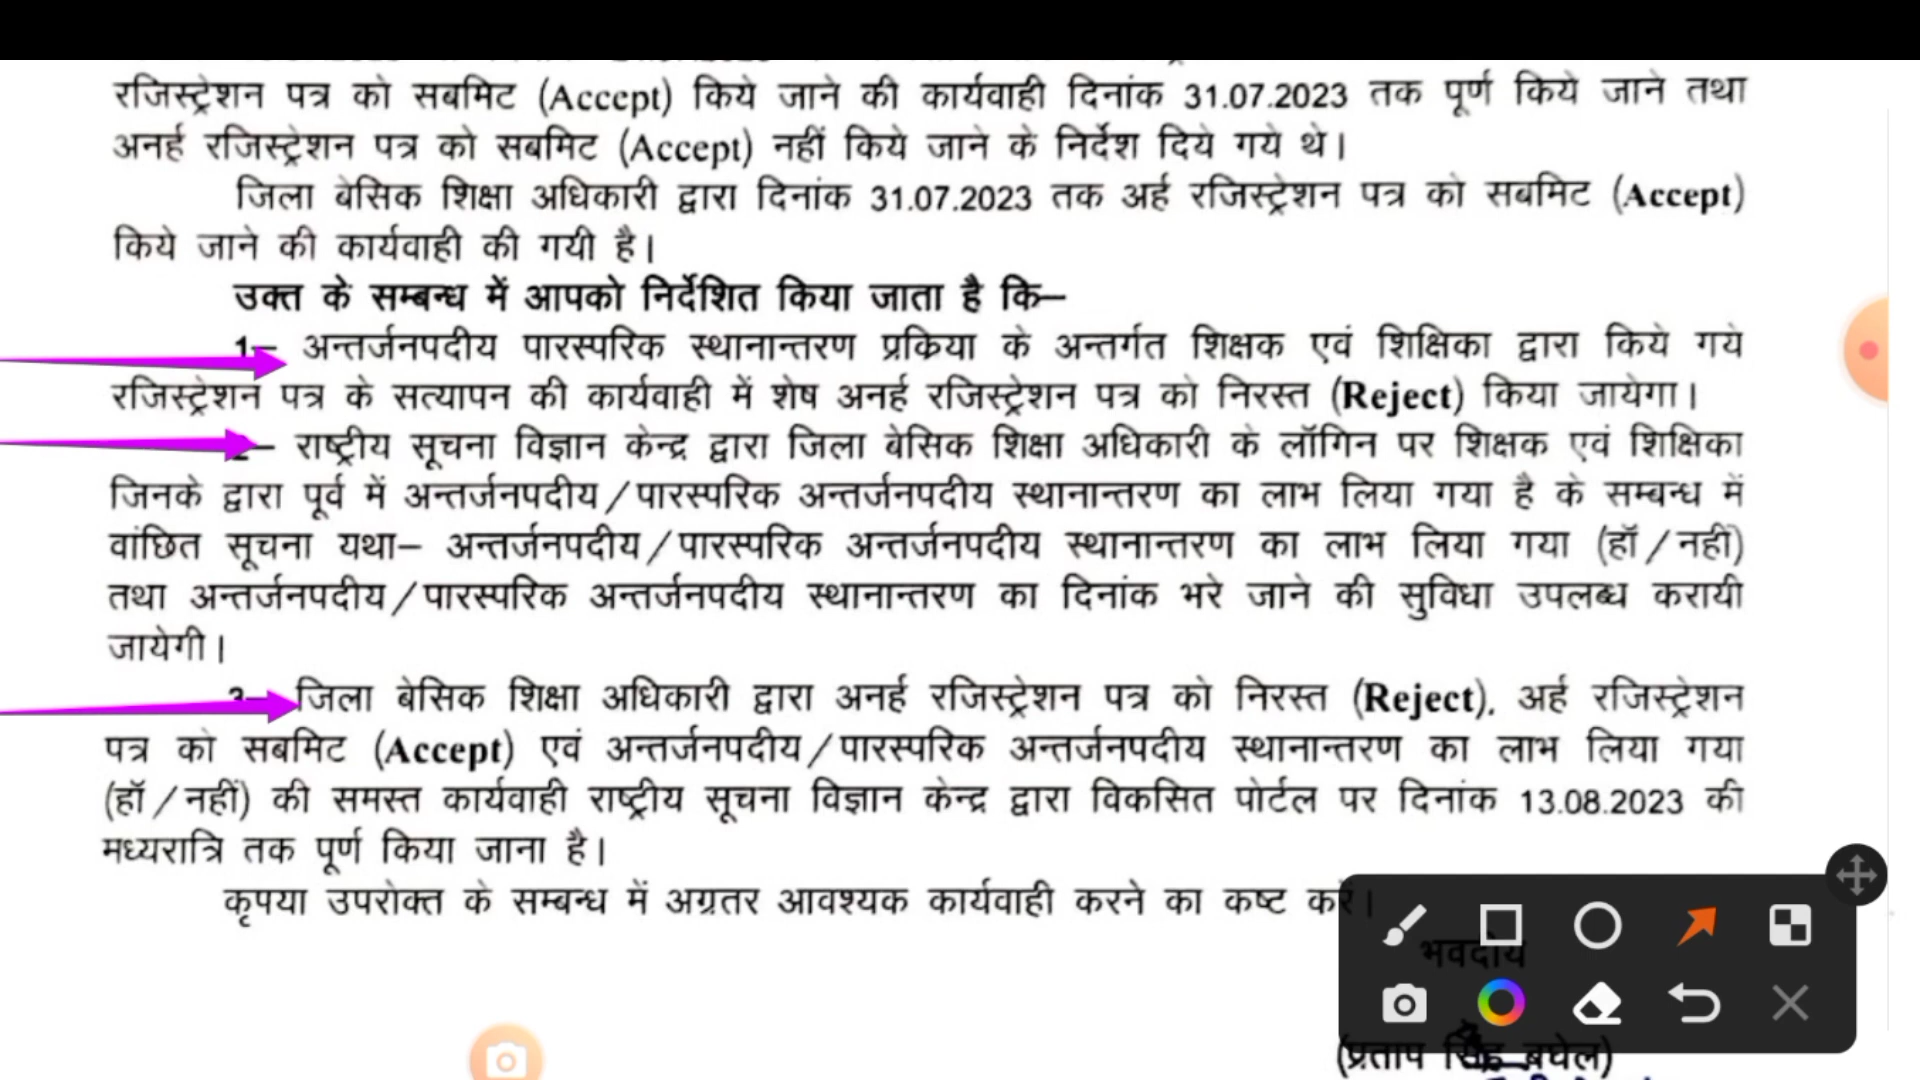 रजिस्ट्रेशन पत्र को सबमिट (Accept) किये जाने की कार्यवाही दिनांक 31.07.2023 तक पूर्ण किये जाने तथा
अनर्ह रजिस्ट्रेशन पत्र को सबमिट (Accept) नहीं किये जाने के निर्देश दिये गये थे।
जिला बेसिक शिक्षा अधिकारी द्वारा दिनांक 31.07.2023 तक अर्ह रजिस्ट्रेशन पत्र को सबमिट (Accept)
किये जाने की कार्यवाही की गयी है।
उक्त के सम्बन्ध में आपको निर्देशित किया जाता है कि–
1– अन्तर्जनपदीय पारस्परिक स्थानान्तरण प्रकिया के अन्तर्गत शिक्षक एवं शिक्षिका द्वारा किये गये
रजिस्ट्रेशन पत्र के सत्यापन की कार्यवाही में शेष अनर्ह रजिस्ट्रेशन पत्र को निरस्त (Reject) किया जायेगा।
2– राष्ट्रीय सूचना विज्ञान केन्द्र द्वारा जिला बेसिक शिक्षा अधिकारी के लॉगिन पर शिक्षक एवं शिक्षिका
जिनके द्वारा पूर्व में अन्तर्जनपदीय/पारस्परिक अन्तर्जनपदीय स्थानान्तरण का लाभ लिया गया है के सम्बन्ध में
वांछित सूचना यथा– अन्तर्जनपदीय/पारस्परिक अन्तर्जनपदीय स्थानान्तरण का लाभ लिया गया (हॉ/नहीं)
तथा अन्तर्जनपदीय/पारस्परिक अन्तर्जनपदीय स्थानान्तरण का दिनांक भरे जाने की सुविधा उपलब्ध करायी
जायेगी।
3– जिला बेसिक शिक्षा अधिकारी द्वारा अनर्ह रजिस्ट्रेशन पत्र को निरस्त (Reject), अर्ह रजिस्ट्रेशन
पत्र को सबमिट (Accept) एवं अन्तर्जनपदीय/पारस्परिक अन्तर्जनपदीय स्थानान्तरण का लाभ लिया गया
(हॉ/नहीं) की समस्त कार्यवाही राष्ट्रीय सूचना विज्ञान केन्द्र द्वारा विकसित पोर्टल पर दिनांक 13.08.2023 की
मध्यरात्रि तक पूर्ण किया जाना है।
कृपया उपरोक्त के सम्बन्ध में अग्रतर आवश्यक कार्यवाही करने का कष्ट करें।
भवदीय
(प्रताप सिंह बघेल)